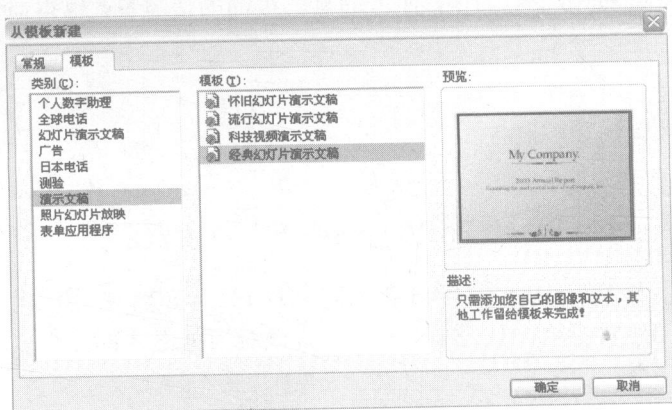 从模板新建
常规 模板
类别(C):
个人数字助理
全球电话
幻灯片演示文稿
广告
日本电话
测验
演示文稿
照片幻灯片放映
表单应用程序
模板(T):
怀旧幻灯片演示文稿
流行幻灯片演示文稿
科技视频演示文稿
经典幻灯片演示文稿
预览:
My Company
Annual Report
描述:
只需添加您自己的图像和文本，其
他工作留给模板来完成！
确定 取消